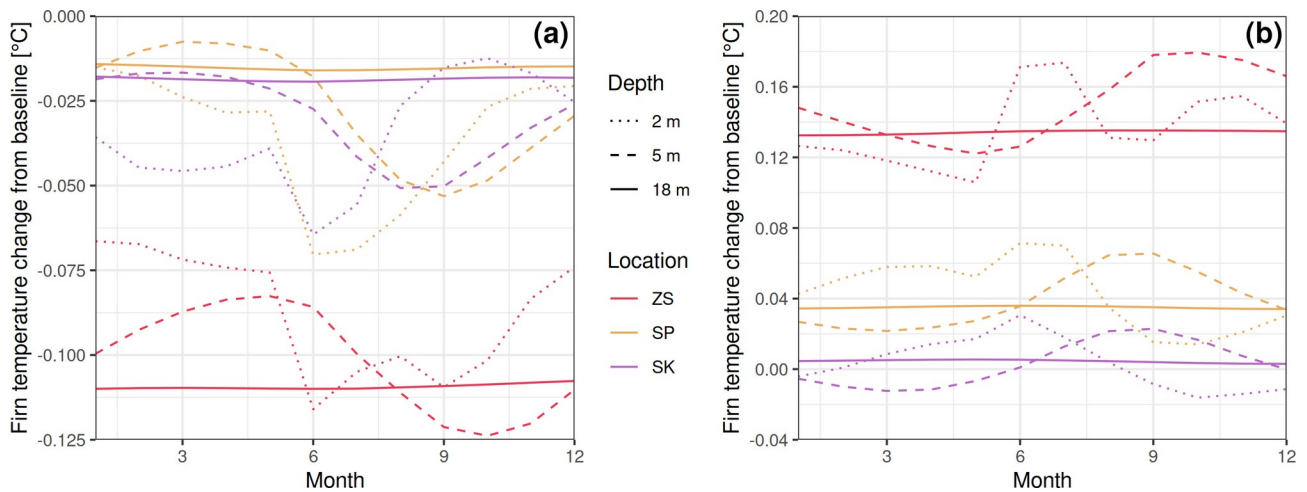 Firn temperature change from baseline [°C]
0.000
-0.025
-0.050
-0.075
-0.100
-0.125
(a)
3
6
9
12
Month
Depth
2 m
5 m
18 m
Location
ZS
SP
SK
Firn temperature change from baseline [°C]
0.20
0.16
0.12
0.08
0.04
0.00
-0.04
(b)
3
6
9
12
Month